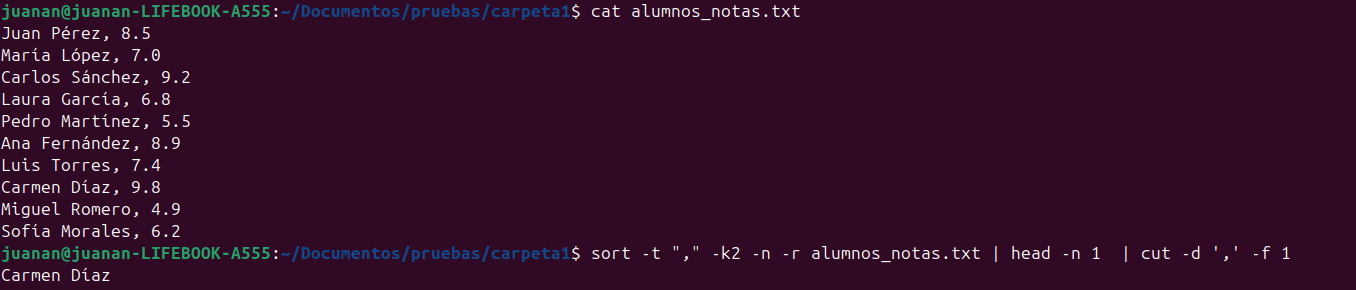 juanan@juanan-LIFEBOOK-A555:~/Documentos/pruebas/carpeta1$ cat alumnos_notas.txt
Juan Pérez, 8.5
María López, 7.0
Carlos Sánchez, 9.2
Laura García, 6.8
Pedro Martínez, 5.5
Ana Fernández, 8.9
Luis Torres, 7.4
Carmen Díaz, 9.8
Miguel Romero, 4.9
Sofía Morales, 6.2
juanan@juanan-LIFEBOOK-A555:~/Documentos/pruebas/carpeta1$ sort -t "," -k2 -n -r alumnos_notas.txt | head -n 1  | cut -d ',' -f 1
Carmen Díaz